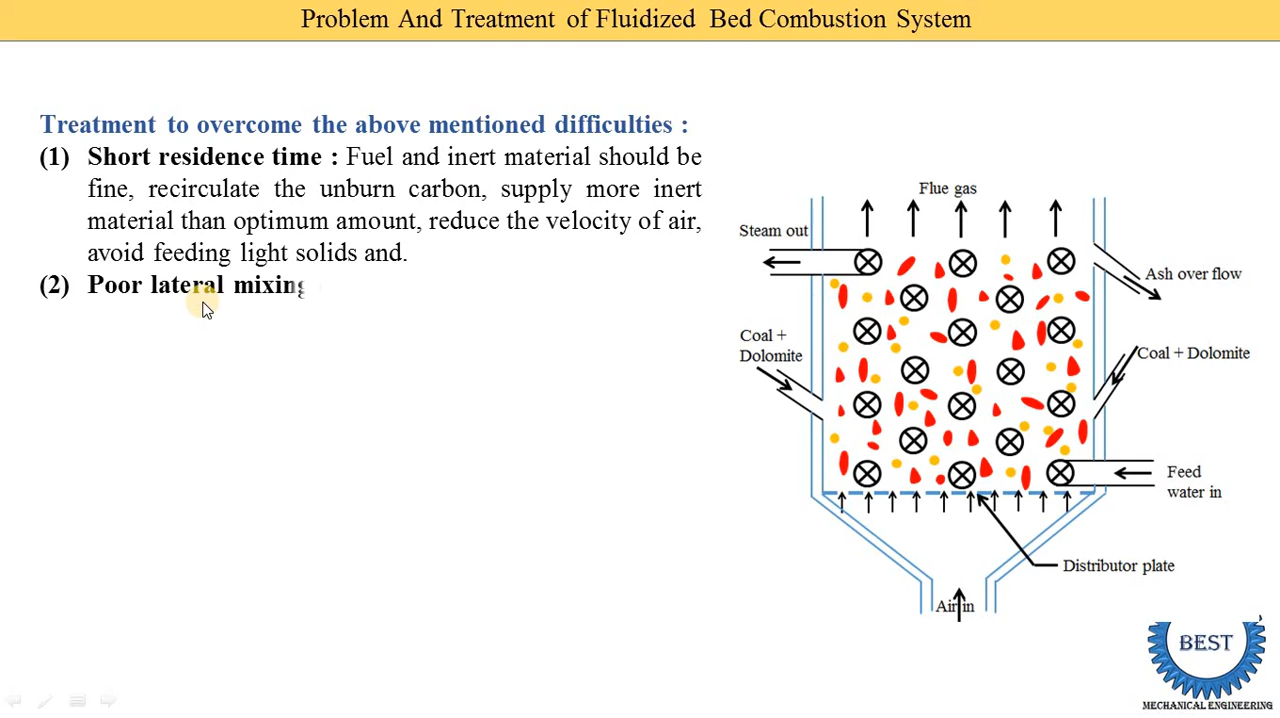 Problem And Treatment of Fluidized Bed Combustion System
Treatment to overcome the above mentioned difficulties :
(1) Short residence time : Fuel and inert material should be
fine, recirculate the unburn carbon, supply more inert
material than optimum amount, reduce the velocity of air,
avoid feeding light solids and.
(2) Poor lateral mixing
Flue gas
Steam out
Ash over flow
Coal +
Dolomite
Coal + Dolomite
Feed
water in
Distributor plate
Air in
BEST
MECHANICAL ENGINEERING